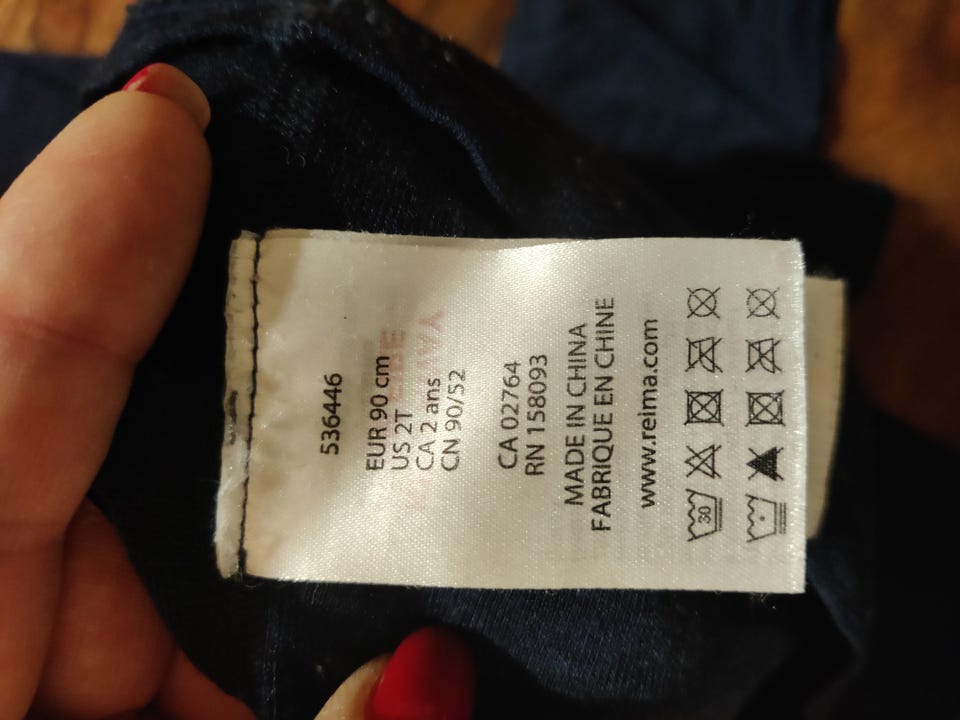 536446
EUR 90 cm
US 2T
CA 2 ans
CN 90/52
CA 02764
RN 158093
MADE IN CHINA
FABRIQUE EN CHINE
www.reima.com
30